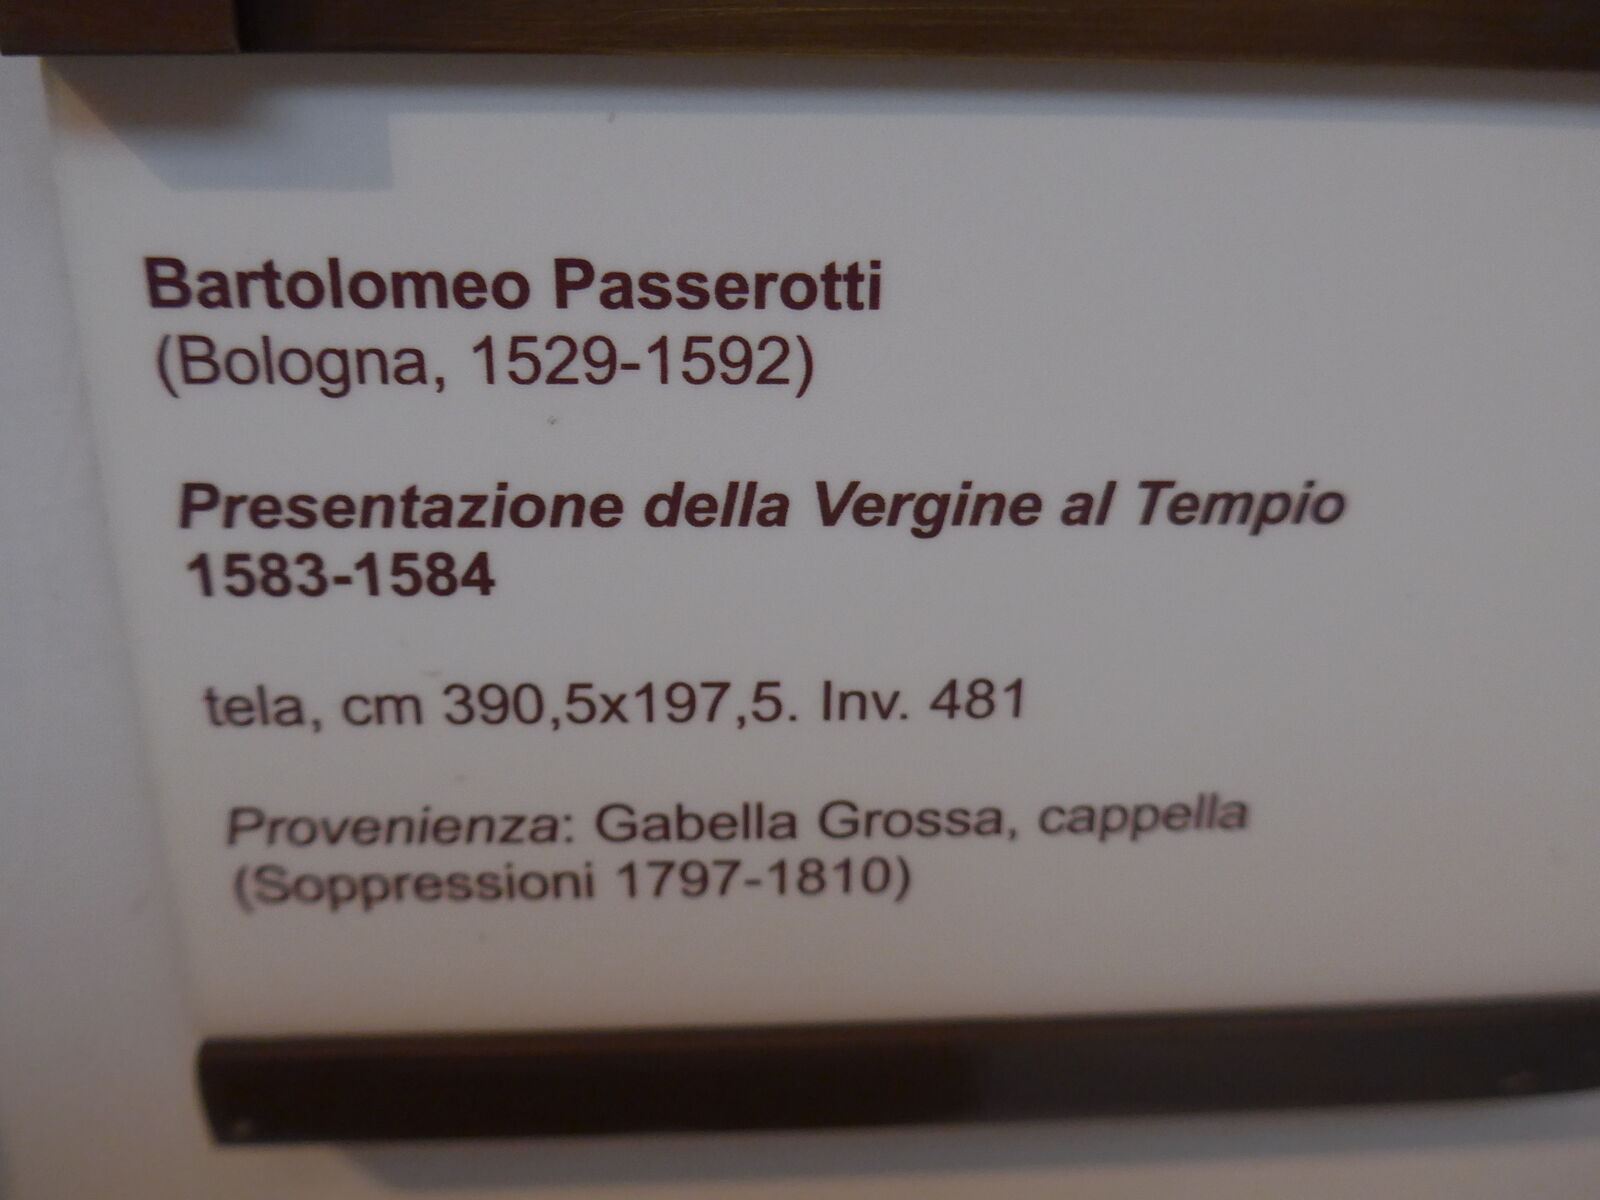 Bartolomeo Passerotti
(Bologna, 1529-1592)
Presentazione della Vergine al Tempio
1583-1584
tela, cm 390,5x197,5. Inv. 481
Provenienza: Gabella Grossa, cappella
(Soppressioni 1797-1810)